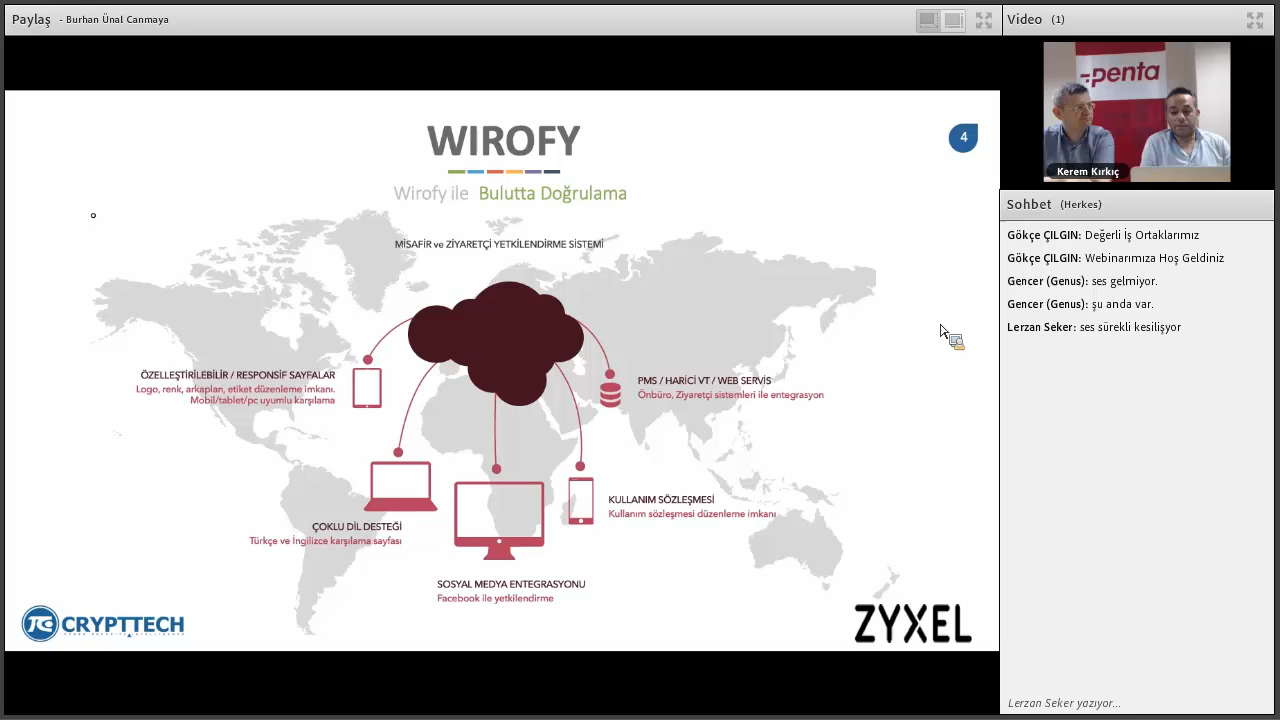 Paylaş - Burhan Ünal Canmaya
Video (1)
penta
Kerem Kırkıç
WIROFY
4
Wirofy ile Bulutta Doğrulama
MİSAFİR ve ZİYARETÇİ YETKİLENDİRME SİSTEMİ
ÖZELLEŞTİRİLEBİLİR / RESPONSİF SAYFALAR
Logo, renk, arkaplan, etiket düzenleme imkanı.
Mobil/tablet/pc uyumlu karşılama
PMS / HARİCİ VT / WEB SERVİS
Önbüro, Ziyaretçi sistemleri ile entegrasyon
KULLANIM SÖZLEŞMESİ
Kullanım sözleşmesi düzenleme imkanı
ÇOKLU DİL DESTEĞİ
Türkçe ve İngilizce karşılama sayfası
SOSYAL MEDYA ENTEGRASYONU
Facebook ile yetkilendirme
CRYPTTECH
ZYXEL
Sohbet (Herkes)
Gökçe ÇILGIN: Değerli İş Ortaklarımız
Gökçe ÇILGIN: Webinarımıza Hoş Geldiniz
Gencer (Genus): ses gelmiyor.
Gencer (Genus): şu anda var.
Lerzan Seker: ses sürekli kesilişyor
Lerzan Seker yazıyor...